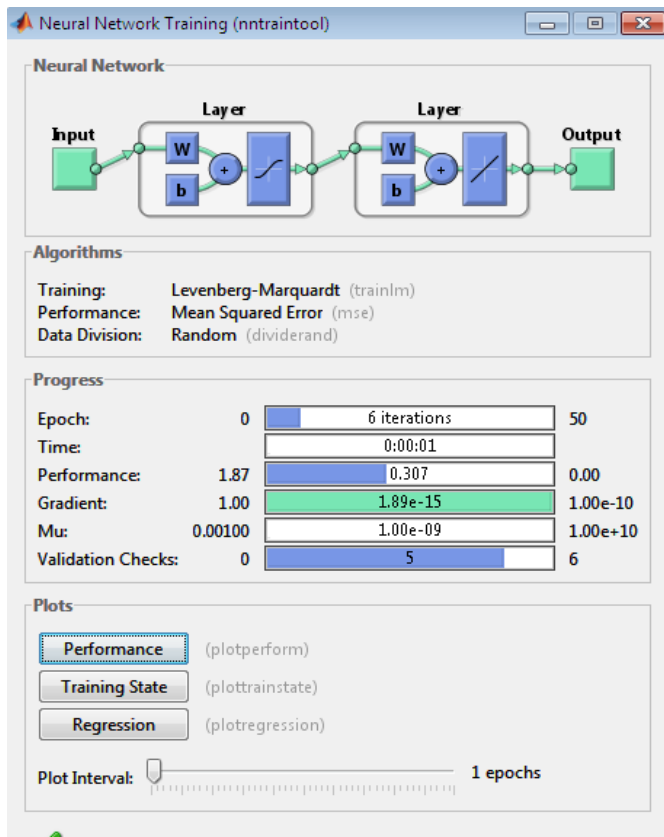 Neural Network Training (nntraintool)
Neural Network
Layer Layer
Input Output
W W
+ +
b b
Algorithms
Training: Levenberg-Marquardt (trainlm)
Performance: Mean Squared Error (mse)
Data Division: Random (dividerand)
Progress
Epoch: 0 6 iterations 50
Time: 0:00:01
Performance: 1.87 0.307 0.00
Gradient: 1.00 1.89e-15 1.00e-10
Mu: 0.00100 1.00e-09 1.00e+10
Validation Checks: 0 5 6
Plots
Performance (plotperform)
Training State (plottrainstate)
Regression (plotregression)
Plot Interval: 1 epochs